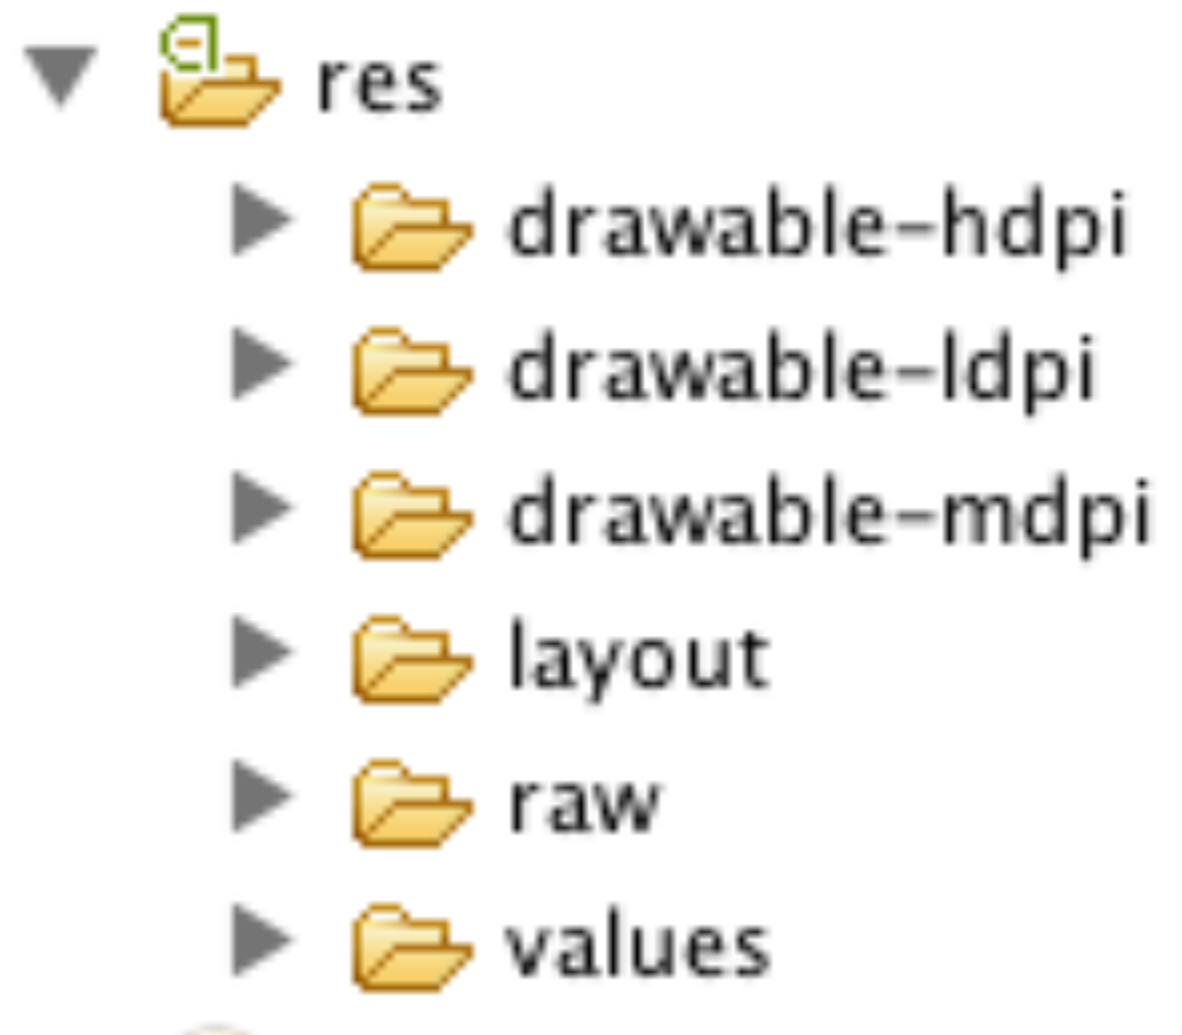 res
drawable-hdpi
drawable-ldpi
drawable-mdpi
layout
raw
values